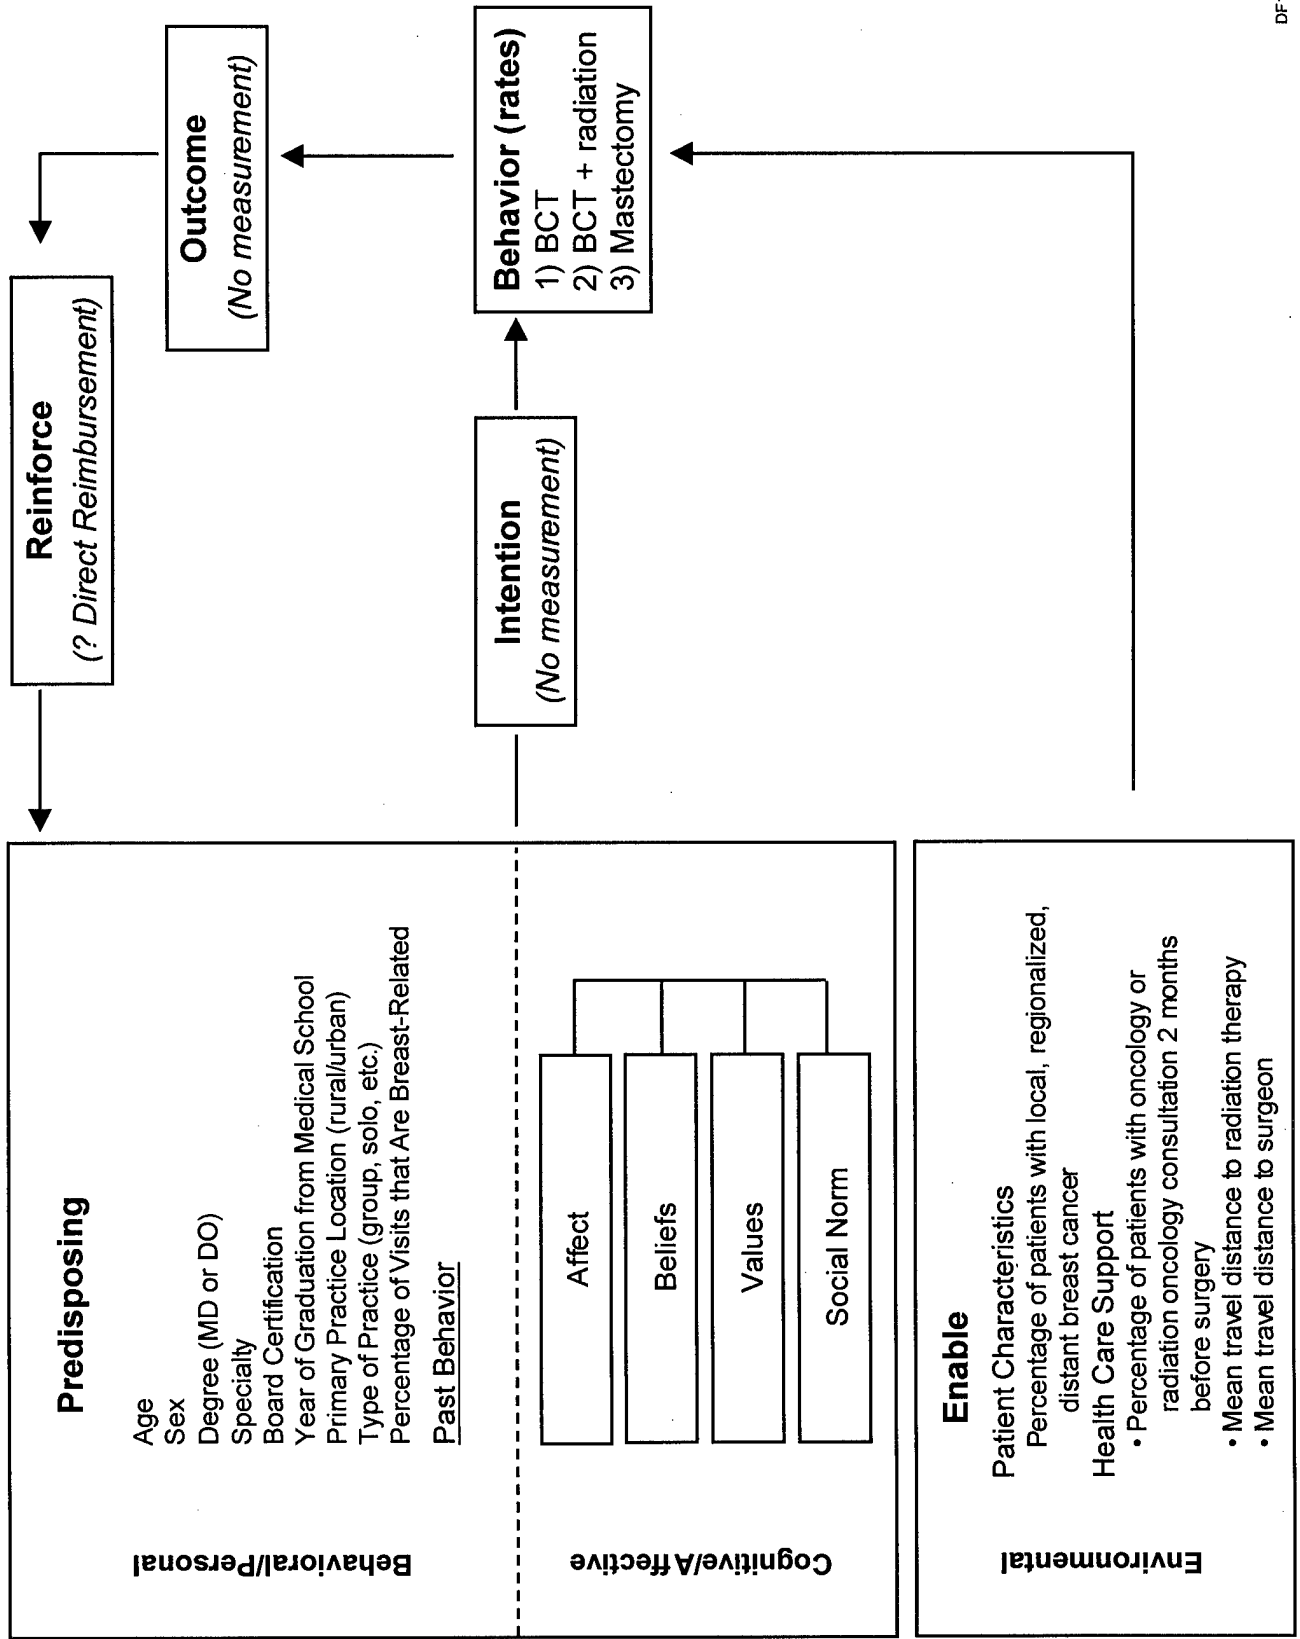 Predisposing
Behavioral/Personal
Age
Sex
Degree (MD or DO)
Specialty
Board Certification
Year of Graduation from Medical School
Primary Practice Location (rural/urban)
Type of Practice (group, solo, etc.)
Percentage of Visits that Are Breast-Related
Past Behavior
Cognitive/Affective
Affect
Beliefs
Values
Social Norm
Environmental
Enable
Patient Characteristics
Percentage of patients with local, regionalized,
distant breast cancer
Health Care Support
• Percentage of patients with oncology or
radiation oncology consultation 2 months
before surgery
• Mean travel distance to radiation therapy
• Mean travel distance to surgeon
Reinforce
(? Direct Reimbursement)
Outcome
(No measurement)
Intention
(No measurement)
Behavior (rates)
1) BCT
2) BCT + radiation
3) Mastectomy